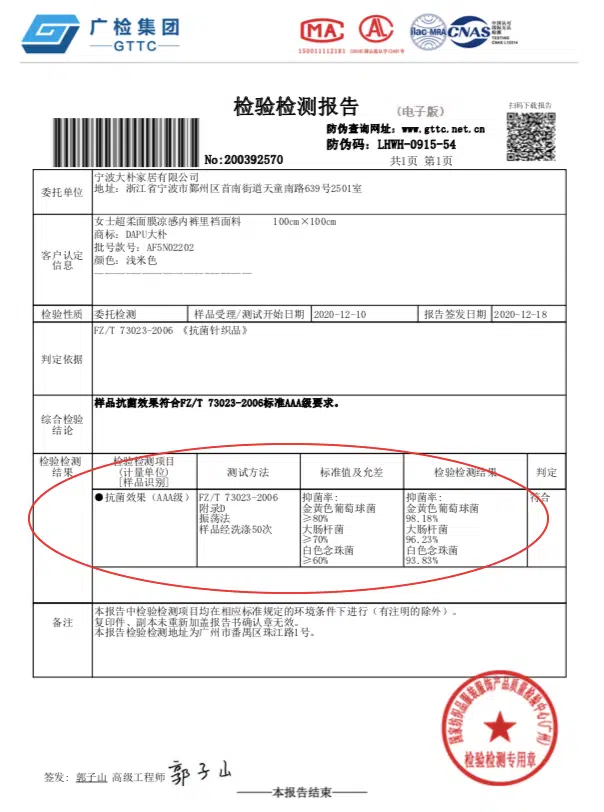 广检集团
GTTC
MA
150011112181
AL
ilac-MRA
CNAS
中国认可
国际互认
检测
TESTING
检验检测报告
(电子版)
扫码下载报告
防伪查询网址: www.gttc.net.cn
防伪码: LHWH-0915-54
No:200392570
共1页 第1页
委托单位
宁波大朴家居有限公司
地址: 浙江省宁波市鄞州区首南街道天童南路639号2501室
客户认定
信息
女士超柔面膜凉感内裤里裆面料 100cm×100cm
商标: DAPU大朴
批号款号: AF5N02202
颜色: 浅米色
检验性质 委托检测 样品受理/测试开始日期 2020-12-10 报告签发日期 2020-12-18
判定依据
FZ/T 73023-2006 《抗菌针织品》
综合检验
结论
样品抗菌效果符合FZ/T 73023-2006标准AAA级要求。
检验检测
结果
检验检测项目
(计量单位)
[样品识别]
测试方法
标准值及允差
检验检测结果
判定
●抗菌效果(AAA级)
FZ/T 73023-2006
附录D
振荡法
样品经洗涤50次
抑菌率:
金黄色葡萄球菌
≥80%
大肠杆菌
≥70%
白色念珠菌
≥60%
抑菌率:
金黄色葡萄球菌
98.18%
大肠杆菌
96.23%
白色念珠菌
93.83%
符合
备注
本报告中检验检测项目均在相应标准规定的环境条件下进行(有注明的除外)。
复印件、副本未重新加盖报告书确认章无效。
本报告检验检测地址为广州市番禺区珠江路1号。
国家纺织品服装服饰产品质量检验中心(广州)
检验检测专用章
签发: 郭子山 高级工程师 郭子山
——本报告结束——